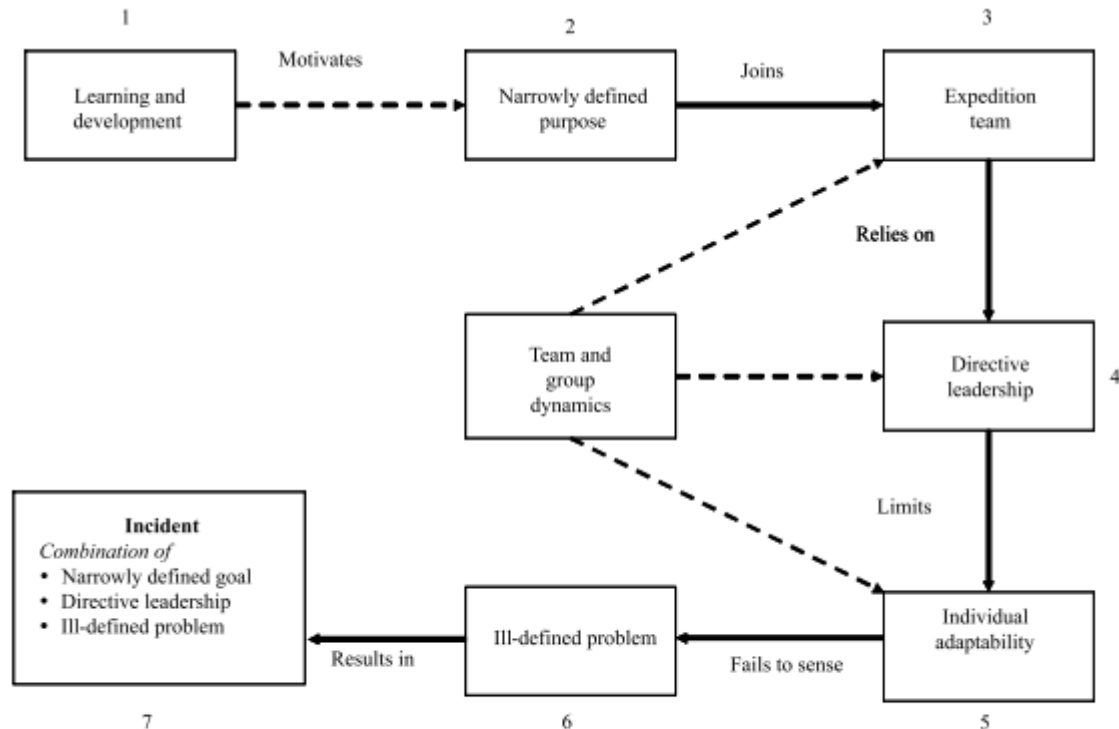 1
2
3
Learning and
development
Motivates
Narrowly defined
purpose
Joins
Expedition
team
Relies on
Team and
group
dynamics
Directive
leadership
4
Limits
Incident
Combination of
• Narrowly defined goal
• Directive leadership
• Ill-defined problem
Results in
Ill-defined problem
Fails to sense
Individual
adaptability
7
6
5